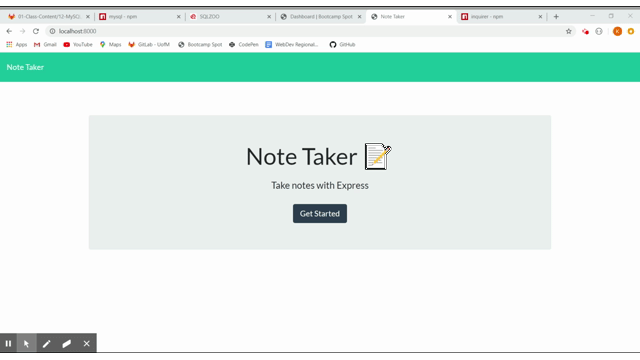 01-Class-Content/12-MySC mysql - npm SQLZOO Dashboard | Bootcamp Spot Note Taker inquirer - npm
localhost:8000
Apps Gmail YouTube Maps GitLab - UofM Bootcamp Spot CodePen WebDev Regional... GitHub
Note Taker
Note Taker
Take notes with Express
Get Started